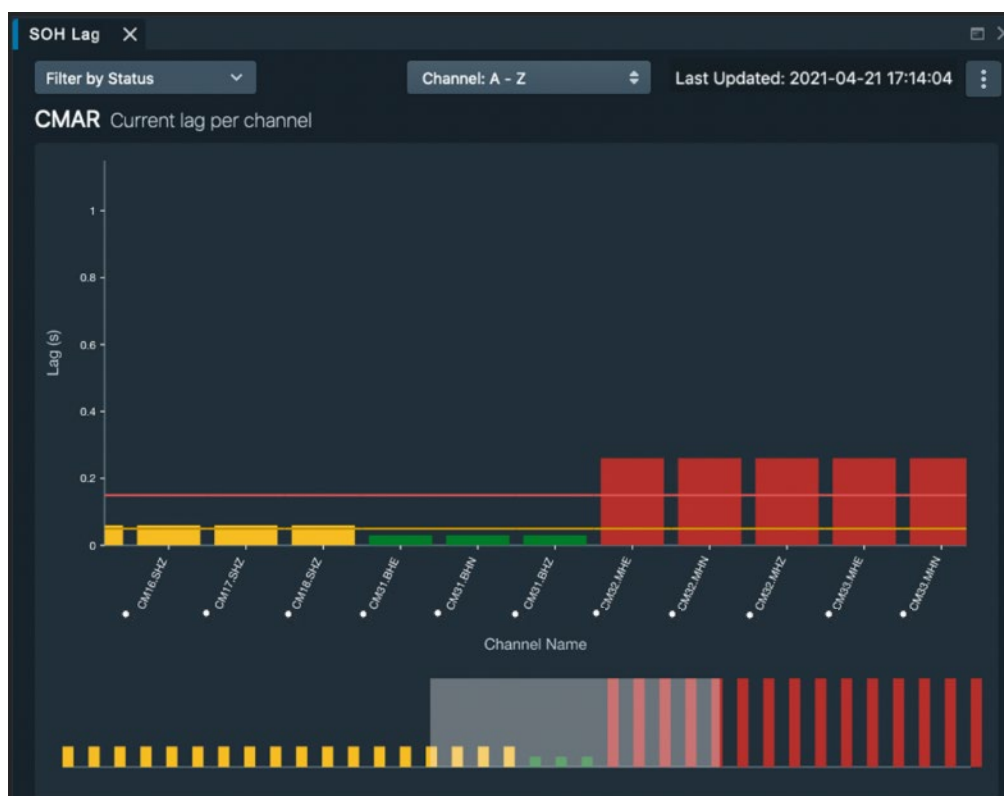 SOH Lag
Filter by Status
Channel: A - Z
Last Updated: 2021-04-21 17:14:04
CMAR Current lag per channel
1
0.8
0.6
0.4
0.2
0
Lag (s)
CM16.SHZ
CM17.SHZ
CM18.SHZ
CM31.BHE
CM31.BHN
CM31.BHZ
CM32.MHE
CM32.MHN
CM32.MHZ
CM33.MHE
CM33.MHN
Channel Name